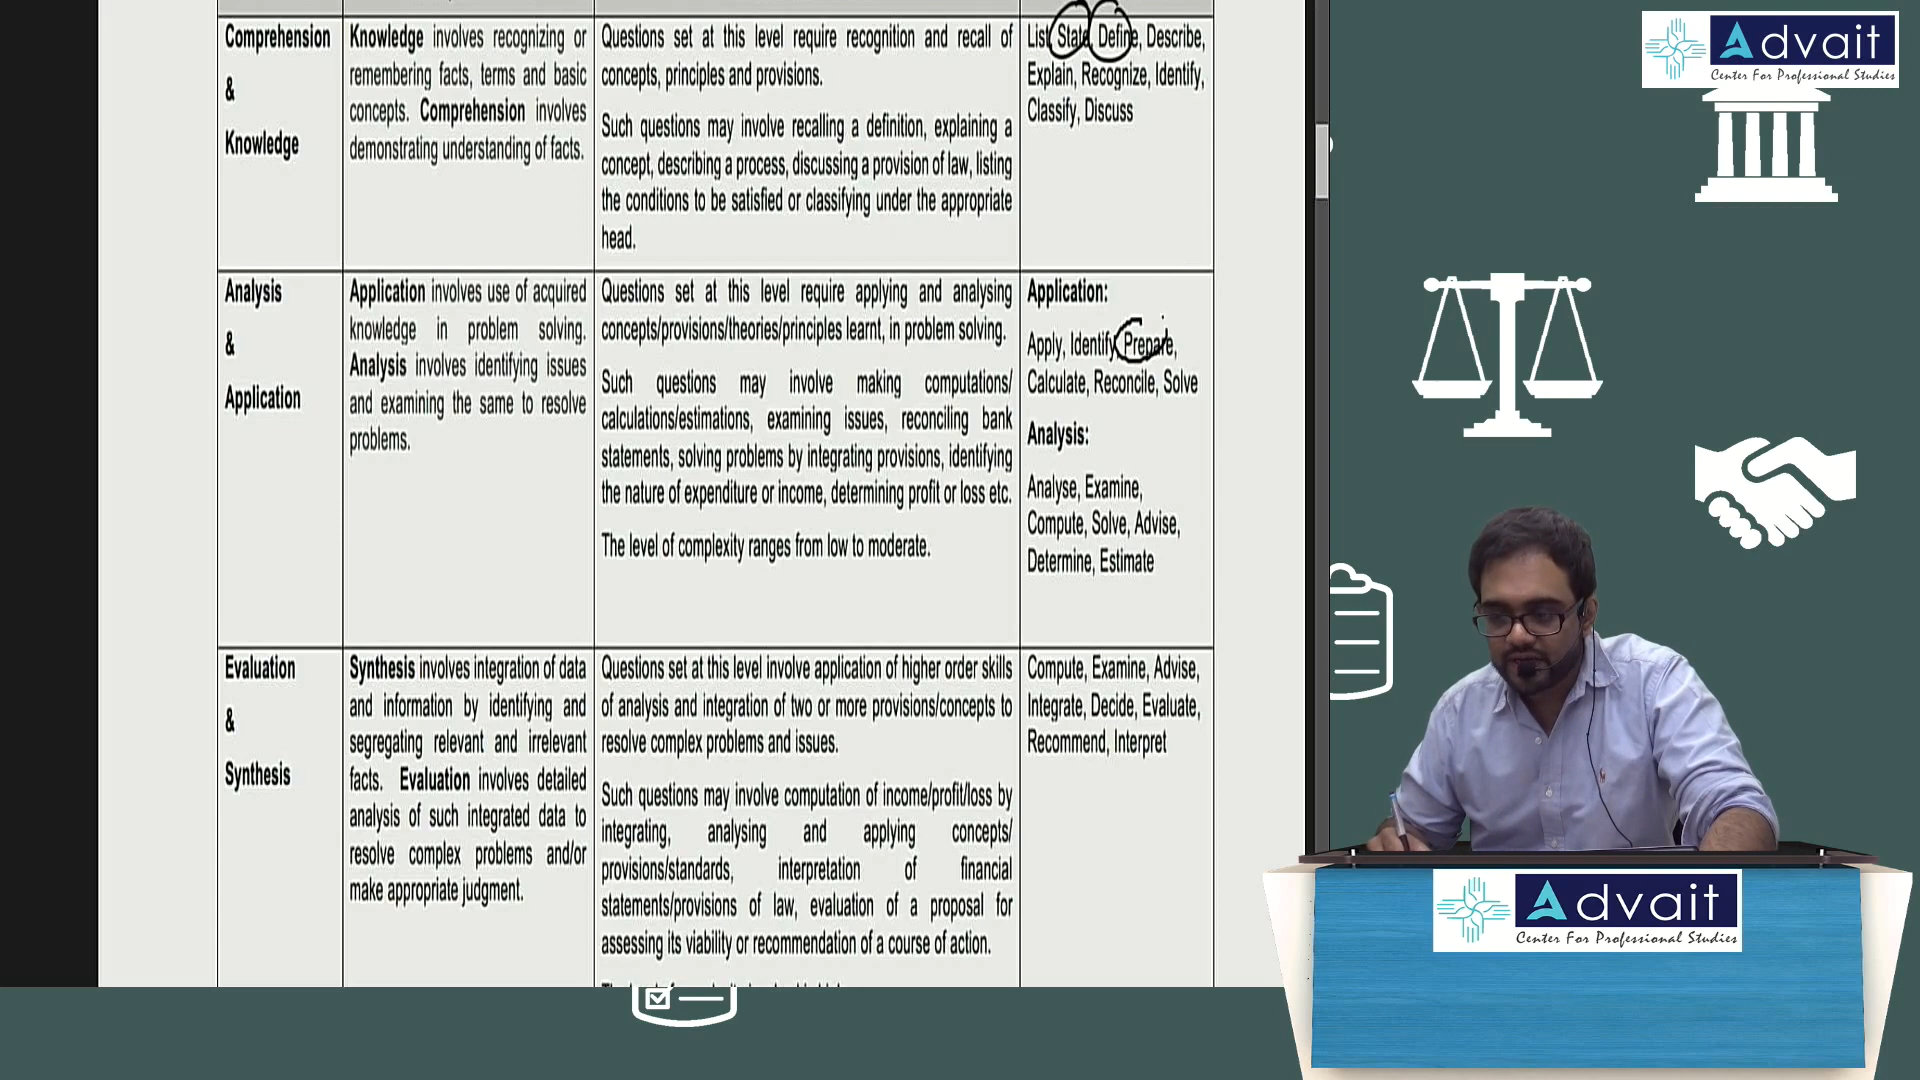 Comprehension
&
Knowledge
Knowledge involves recognizing or
remembering facts, terms and basic
concepts. Comprehension involves
demonstrating understanding of facts.
Questions set at this level require recognition and recall of
concepts, principles and provisions.
Such questions may involve recalling a definition, explaining a
concept, describing a process, discussing a provision of law, listing
the conditions to be satisfied or classifying under the appropriate
head.
List, State, Define, Describe,
Explain, Recognize, Identify,
Classify, Discuss
Analysis
&
Application
Application involves use of acquired
knowledge in problem solving.
Analysis involves identifying issues
and examining the same to resolve
problems.
Questions set at this level require applying and analysing
concepts/provisions/theories/principles learnt, in problem solving.
Such questions may involve making computations/
calculations/estimations, examining issues, reconciling bank
statements, solving problems by integrating provisions, identifying
the nature of expenditure or income, determining profit or loss etc.
The level of complexity ranges from low to moderate.
Application:
Apply, Identify, Prepare,
Calculate, Reconcile, Solve
Analysis:
Analyse, Examine,
Compute, Solve, Advise,
Determine, Estimate
Evaluation
&
Synthesis
Synthesis involves integration of data
and information by identifying and
segregating relevant and irrelevant
facts. Evaluation involves detailed
analysis of such integrated data to
resolve complex problems and/or
make appropriate judgment.
Questions set at this level involve application of higher order skills
of analysis and integration of two or more provisions/concepts to
resolve complex problems and issues.
Such questions may involve computation of income/profit/loss by
integrating, analysing and applying concepts/
provisions/standards, interpretation of financial
statements/provisions of law, evaluation of a proposal for
assessing its viability or recommendation of a course of action.
Compute, Examine, Advise,
Integrate, Decide, Evaluate,
Recommend, Interpret
Advait
Center For Professional Studies
Advait
Center For Professional Studies